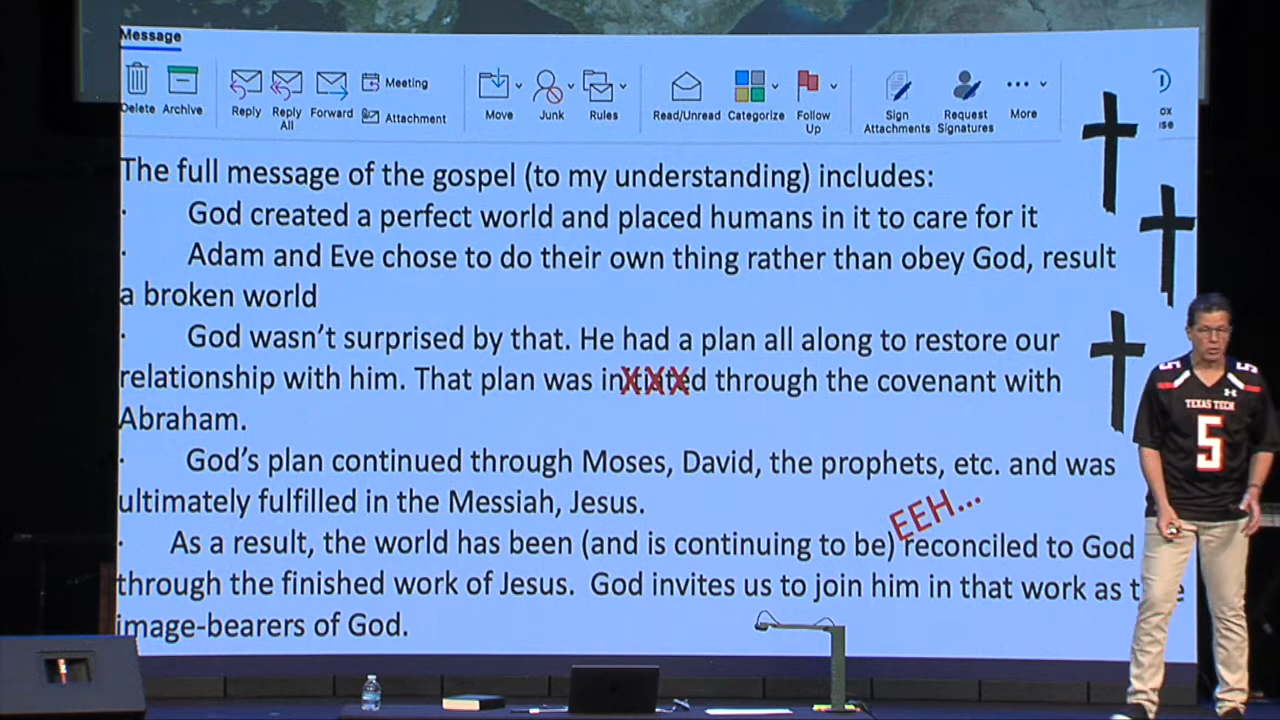 Message
Delete Archive Reply Reply All Forward Meeting Attachment Move Junk Rules Read/Unread Categorize Follow Up Sign Attachments Request Signatures More
The full message of the gospel (to my understanding) includes:
· God created a perfect world and placed humans in it to care for it
· Adam and Eve chose to do their own thing rather than obey God, result
a broken world
· God wasn’t surprised by that. He had a plan all along to restore our
relationship with him. That plan was inXXXd through the covenant with
Abraham.
· God’s plan continued through Moses, David, the prophets, etc. and was
ultimately fulfilled in the Messiah, Jesus.
EEH...
· As a result, the world has been (and is continuing to be) reconciled to God
through the finished work of Jesus. God invites us to join him in that work as
image-bearers of God.
TEXAS TECH
5